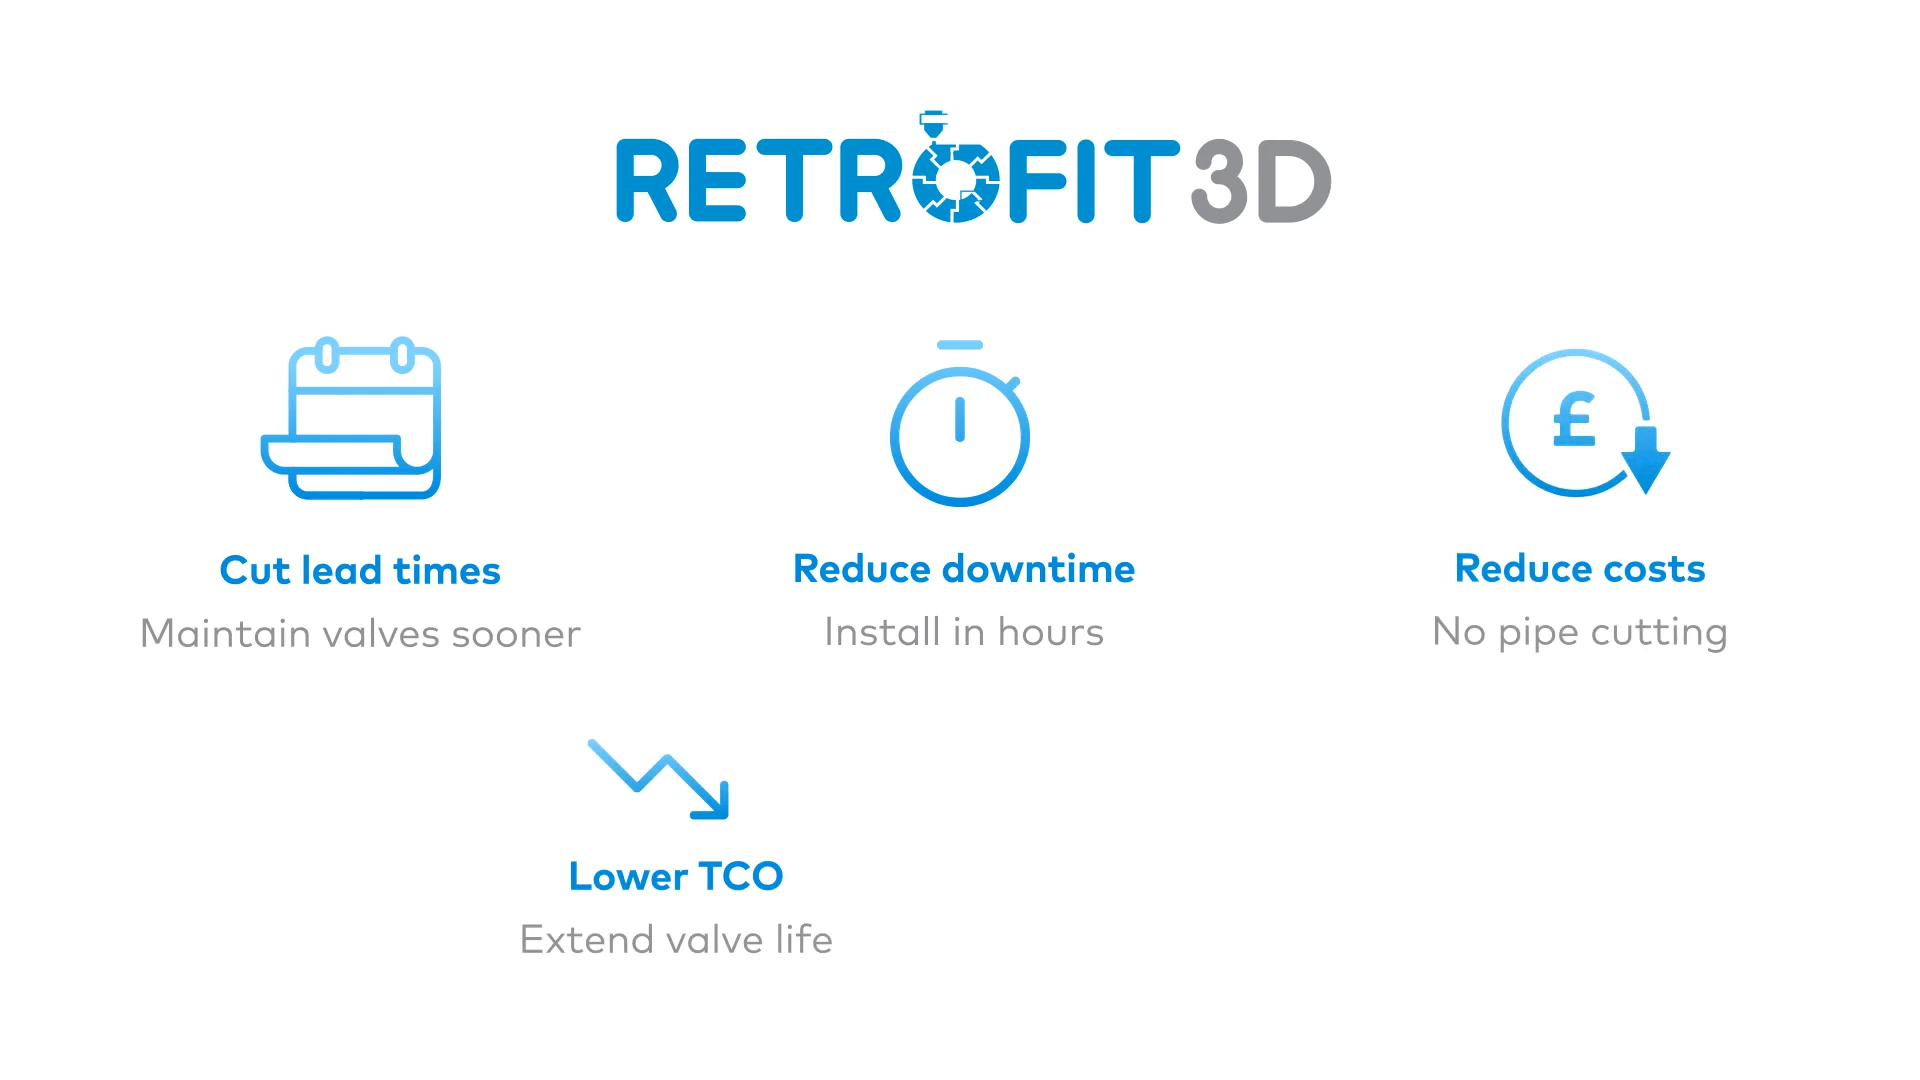 RETROFIT3D
£
Cut lead times
Maintain valves sooner
Reduce downtime
Install in hours
Reduce costs
No pipe cutting
Lower TCO
Extend valve life